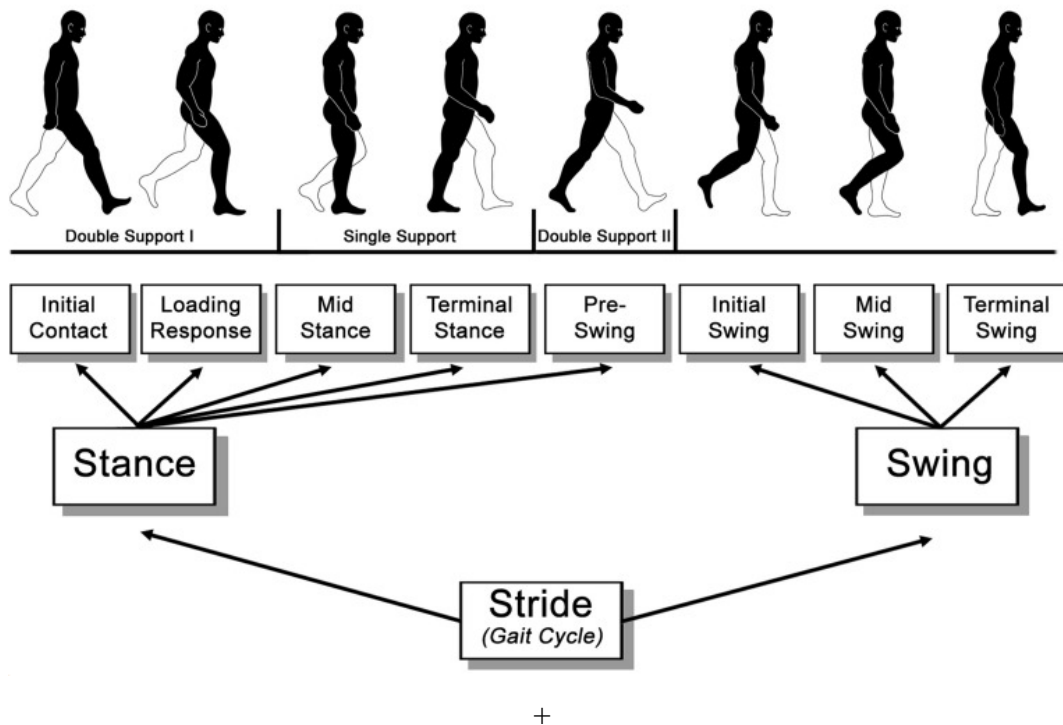 Double Support I
Single Support
Double Support II
Initial
Contact
Loading
Response
Mid
Stance
Terminal
Stance
Pre-
Swing
Initial
Swing
Mid
Swing
Terminal
Swing
Stance
Swing
Stride
(Gait Cycle)
+